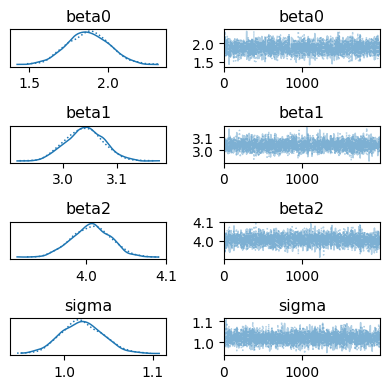 beta0 beta0
2.0
1.5
1.5 2.0 0 1000
beta1 beta1
3.1
3.0
3.0 3.1 0 1000
beta2 beta2
4.1
4.0
4.0 4.1 0 1000
sigma sigma
1.1
1.0
1.0 1.1 0 1000